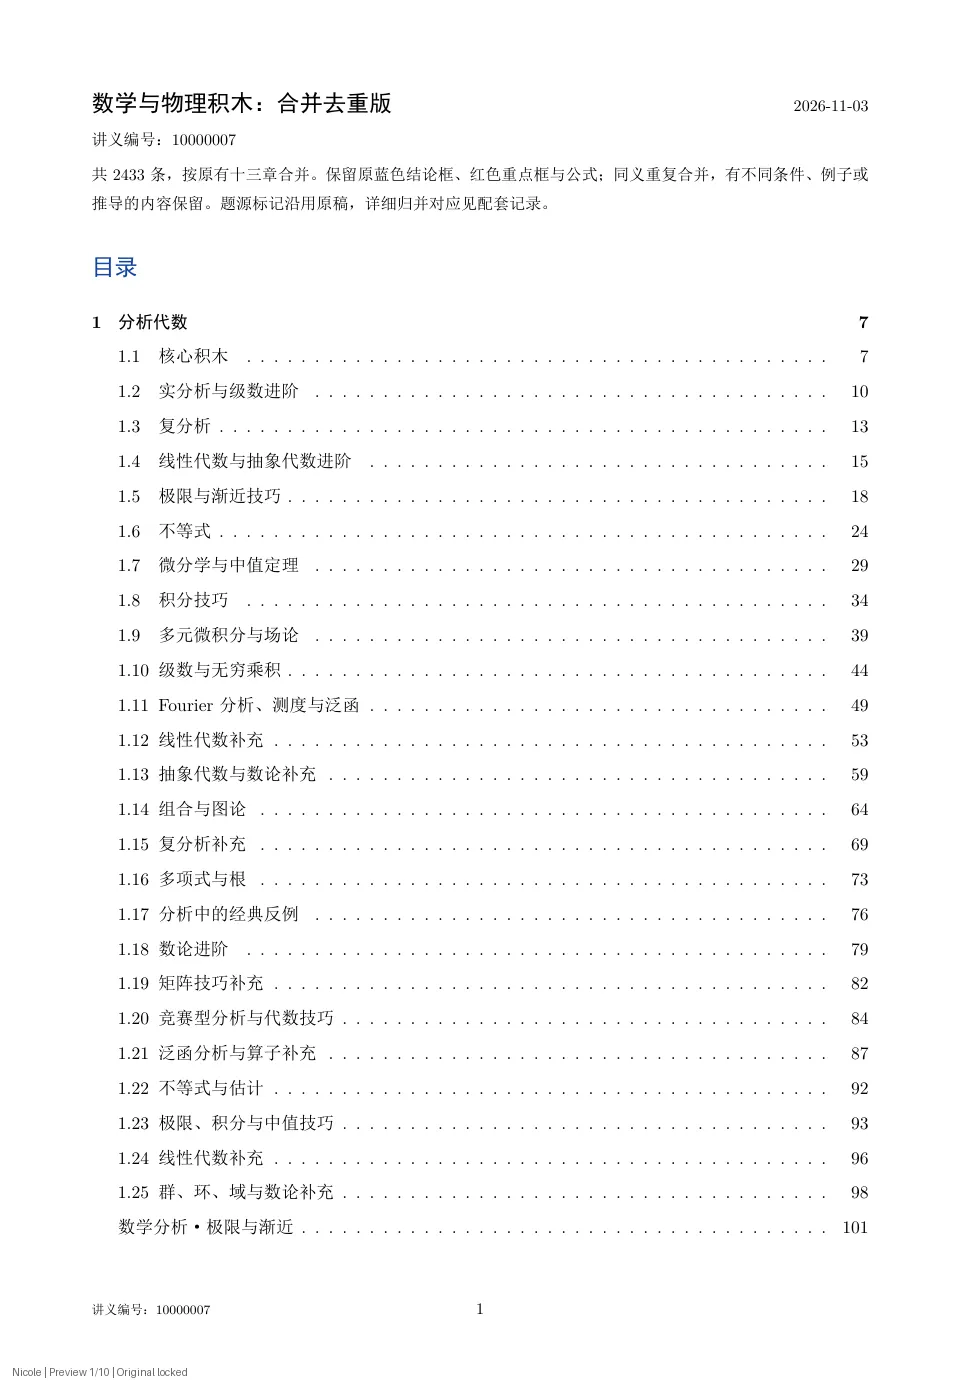 数学与物理积木：合并去重版 2026-11-03
讲义编号：10000007
共 2433 条，按原有十三章合并。保留原蓝色结论框、红色重点框与公式；同义重复合并，有不同条件、例子或
推导的内容保留。题源标记沿用原稿，详细归并对应见配套记录。
目录
1 分析代数 7
1.1 核心积木 . . . . . . . . . . . . . . . . . . . . 7
1.2 实分析与级数进阶 . . . . . . . . . . . . . . . . . . . . 10
1.3 复分析 . . . . . . . . . . . . . . . . . . . . 13
1.4 线性代数与抽象代数进阶 . . . . . . . . . . . . . . . . . . . . 15
1.5 极限与渐近技巧 . . . . . . . . . . . . . . . . . . . . 18
1.6 不等式 . . . . . . . . . . . . . . . . . . . . 24
1.7 微分学与中值定理 . . . . . . . . . . . . . . . . . . . . 29
1.8 积分技巧 . . . . . . . . . . . . . . . . . . . . 34
1.9 多元微积分与场论 . . . . . . . . . . . . . . . . . . . . 39
1.10 级数与无穷乘积 . . . . . . . . . . . . . . . . . . . . 44
1.11 Fourier 分析、测度与泛函 . . . . . . . . . . . . . . . . . . . . 49
1.12 线性代数补充 . . . . . . . . . . . . . . . . . . . . 53
1.13 抽象代数与数论补充 . . . . . . . . . . . . . . . . . . . . 59
1.14 组合与图论 . . . . . . . . . . . . . . . . . . . . 64
1.15 复分析补充 . . . . . . . . . . . . . . . . . . . . 69
1.16 多项式与根 . . . . . . . . . . . . . . . . . . . . 73
1.17 分析中的经典反例 . . . . . . . . . . . . . . . . . . . . 76
1.18 数论进阶 . . . . . . . . . . . . . . . . . . . . 79
1.19 矩阵技巧补充 . . . . . . . . . . . . . . . . . . . . 82
1.20 竞赛型分析与代数技巧 . . . . . . . . . . . . . . . . . . . . 84
1.21 泛函分析与算子补充 . . . . . . . . . . . . . . . . . . . . 87
1.22 不等式与估计 . . . . . . . . . . . . . . . . . . . . 92
1.23 极限、积分与中值技巧 . . . . . . . . . . . . . . . . . . . . 93
1.24 线性代数补充 . . . . . . . . . . . . . . . . . . . . 96
1.25 群、环、域与数论补充 . . . . . . . . . . . . . . . . . . . . 98
数学分析·极限与渐近 . . . . . . . . . . . . . . . . . . . . 101
讲义编号：10000007 1
Nicole | Preview 1/10 | Original locked